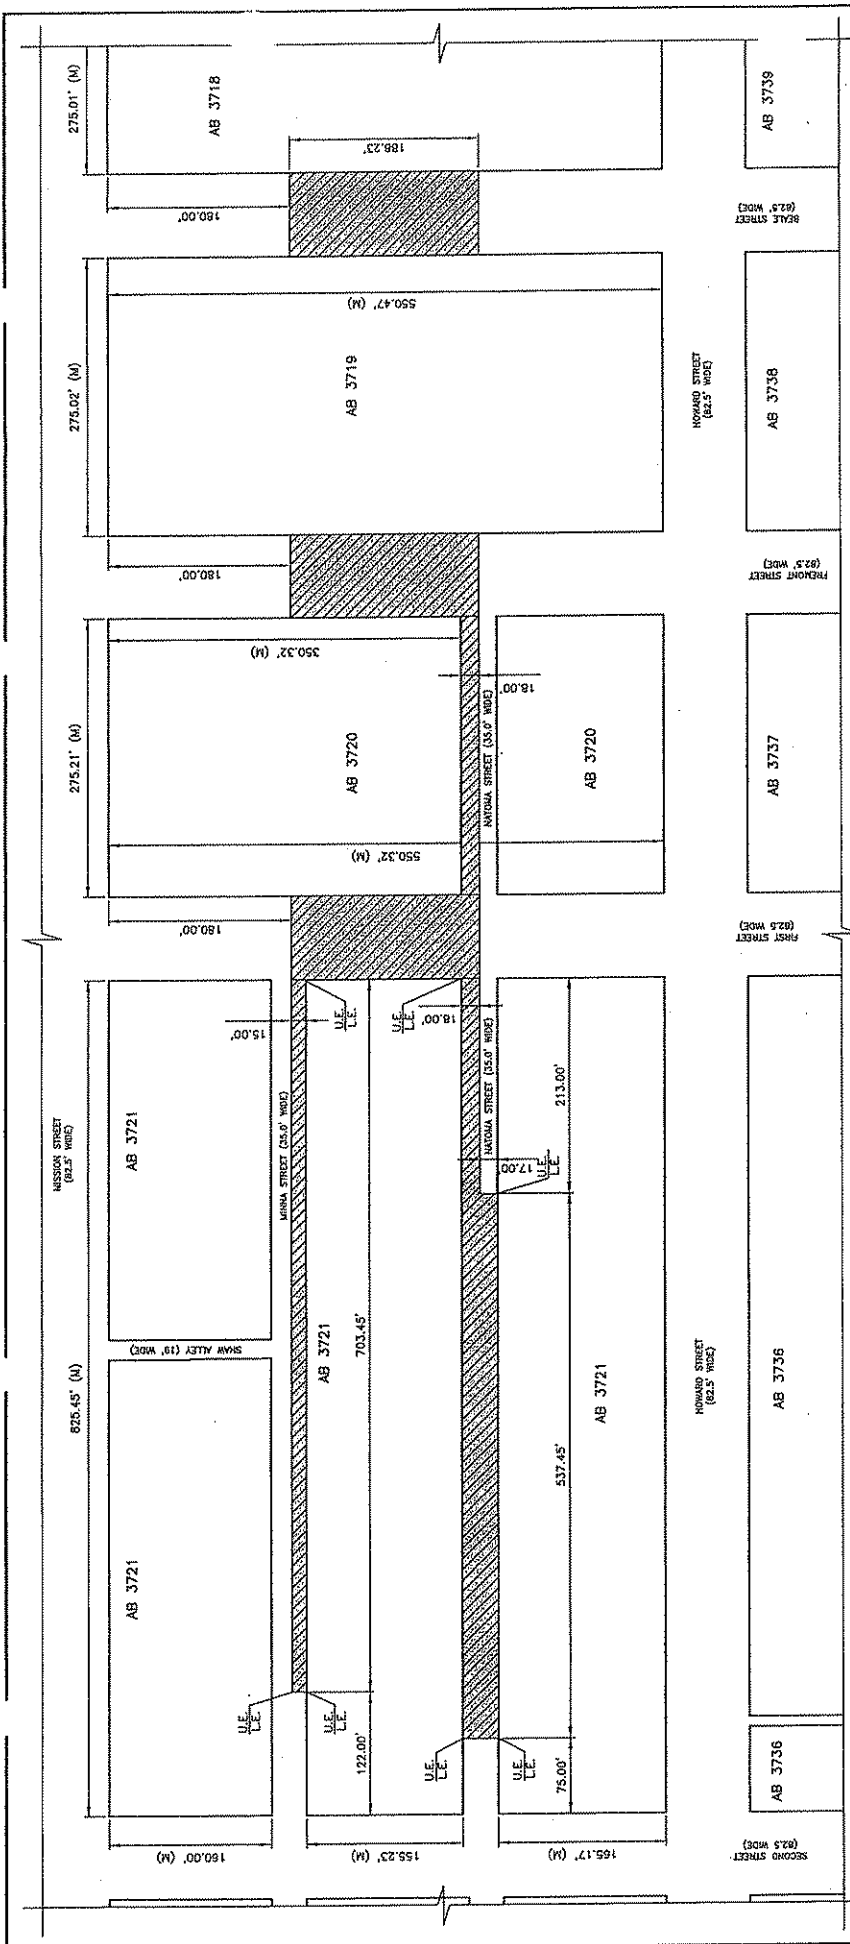 275.01' (M)
AB 3718
188.23'
AB 3739
180.00'
BEALE STREET
(82.5' WIDE)
550.47' (M)
275.02' (M)
AB 3719
HOWARD STREET
(82.5' WIDE)
AB 3738
180.00'
FREMONT STREET
(82.5' WIDE)
350.32' (M)
18.00'
275.21' (M)
AB 3720
NATOMA STREET (35.0' WIDE)
AB 3720
AB 3737
550.32' (M)
180.00'
FIRST STREET
(82.5 WIDE)
U.E.
L.E.
U.E.
L.E.
15.00'
18.00'
MISSION STREET
(82.5' WIDE)
AB 3721
MINNA STREET (35.0' WIDE)
NATOMA STREET (35.0' WIDE)
213.00'
17.00'
U.E.
L.E.
825.45' (M)
SHAW ALLEY (19' WIDE)
AB 3721
703.45'
AB 3721
HOWARD STREET
(82.5' WIDE)
AB 3736
537.45'
AB 3721
U.E.
L.E.
U.E.
L.E.
122.00'
U.E.
L.E.
U.E.
L.E.
75.00'
AB 3736
160.00' (M)
155.23' (M)
165.17' (M)
SECOND STREET
(82.5 WIDE)